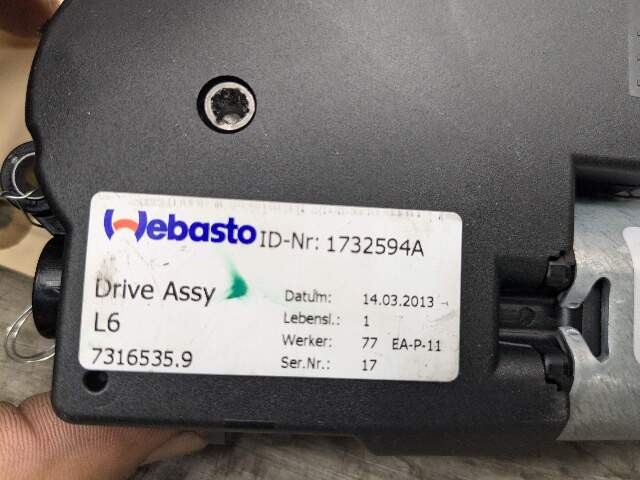 Webasto ID-Nr: 1732594A
Drive Assy
L6
7316535.9
Datum: 14.03.2013
Lebensl.: 1
Werker: 77 EA-P-11
Ser.Nr.: 17